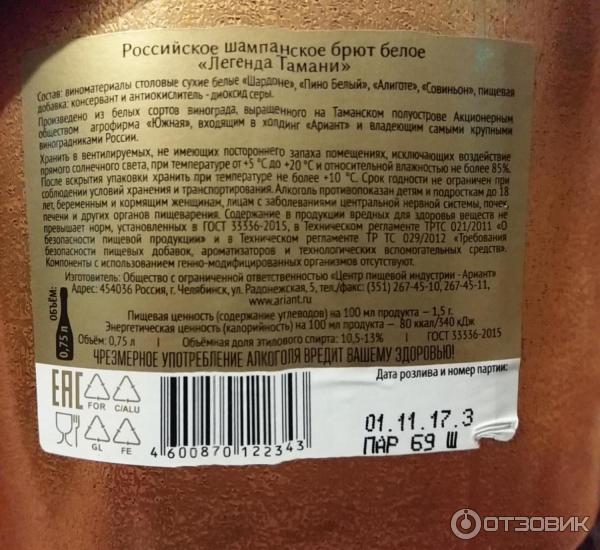 Российское шампанское брют белое
«Легенда Тамани»
Состав: виноматериалы столовые сухие белые «Шардоне», «Пино Белый», «Алиготе», «Совиньон», пищевая
добавка: консервант и антиокислитель - диоксид серы.
Произведено из белых сортов винограда, выращенного на Таманском полуострове Акционерным
обществом агрофирма «Южная», входящим в холдинг «Ариант» и владеющим самыми крупными
виноградниками России.
Хранить в вентилируемых, не имеющих постороннего запаха помещениях, исключающих воздействие
прямого солнечного света, при температуре от +5 °С до +20 °С и относительной влажностью не более 85%.
После вскрытия упаковки хранить при температуре не более +10 °С. Срок годности не ограничен при
соблюдении условий хранения и транспортирования. Алкоголь противопоказан детям и подросткам до 18
лет, беременным и кормящим женщинам, лицам с заболеваниями центральной нервной системы, почек,
печени и других органов пищеварения. Содержание в продукции вредных для здоровья веществ не
превышает норм, установленных в ГОСТ 33336-2015, в Техническом регламенте ТРТС 021/2011 «О
безопасности пищевой продукции» и в Техническом регламенте ТР ТС 029/2012 «Требования
безопасности пищевых добавок, ароматизаторов и технологических вспомогательных средств».
Компоненты с использованием генно-модифицированных организмов отсутствуют.
Изготовитель: Общество с ограниченной ответственностью «Центр пищевой индустрии - Ариант»
Адрес: 454036 Россия, г. Челябинск, ул. Радонежская, 5, тел./факс: (351) 267-45-10, 267-45-11,
www.ariant.ru
Пищевая ценность (содержание углеводов) на 100 мл продукта — 1,5 г.
Энергетическая ценность (калорийность) на 100 мл продукта — 80 ккал/340 кДж
ОБЪЁМ:
0,75 л
Объём: 0,75 л
Объёмная доля этилового спирта: 10,5-13%
ГОСТ 33336-2015
ЧРЕЗМЕРНОЕ УПОТРЕБЛЕНИЕ АЛКОГОЛЯ ВРЕДИТ ВАШЕМУ ЗДОРОВЬЮ!
Дата розлива и номер партии:
EAC
FOR
C/ALU
GL
FE
4 600870 122343
01.11.17.3
ПАР 69 Ш
ОТЗОВИК